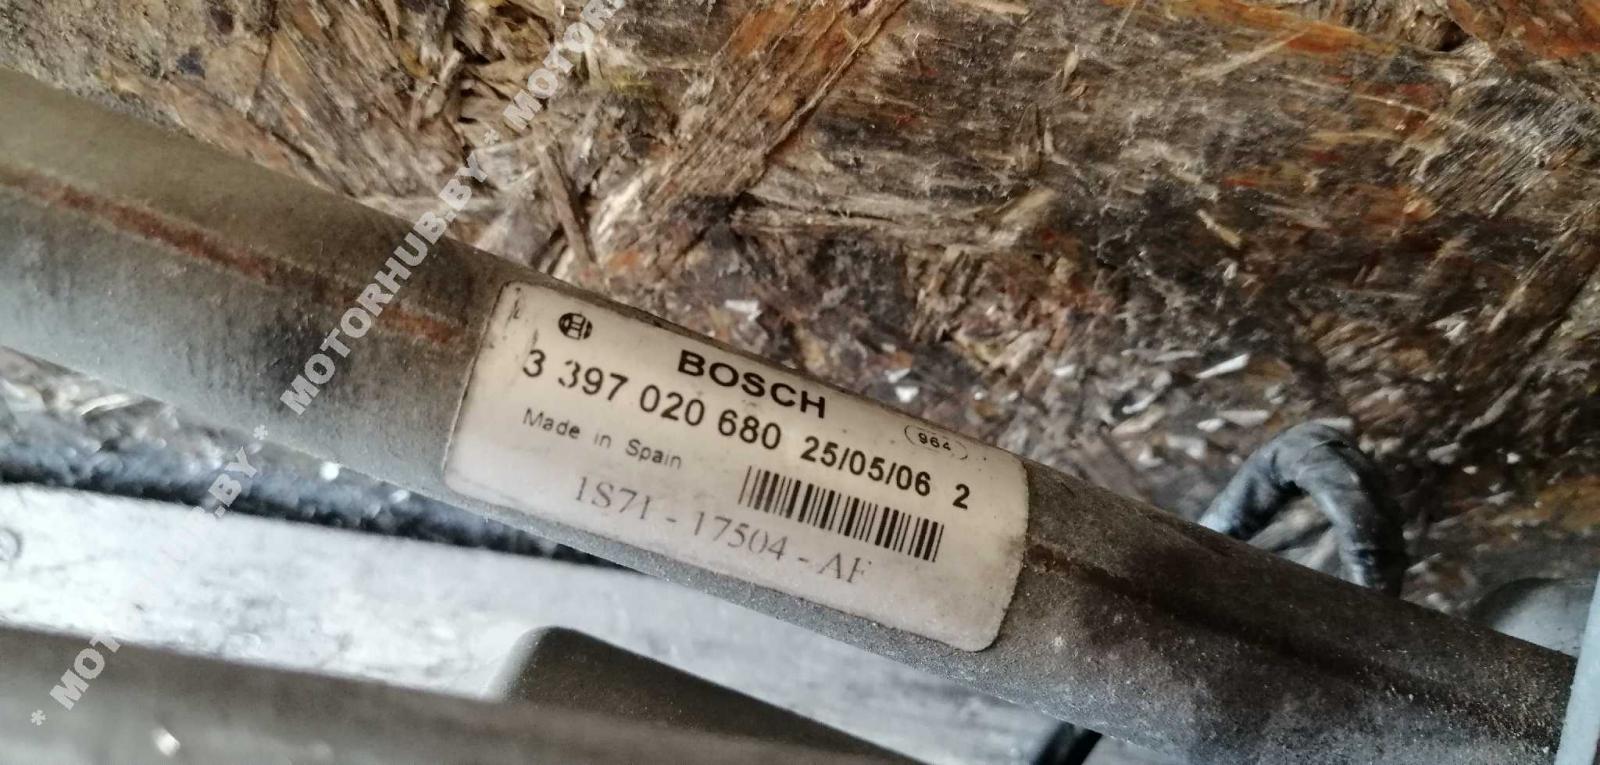 BOSCH
3 397 020 680 25/05/06 2
964
Made in Spain
1S71-17504-AF
* MOTORHUB.BY * MOTORHUB.BY * MOTORH